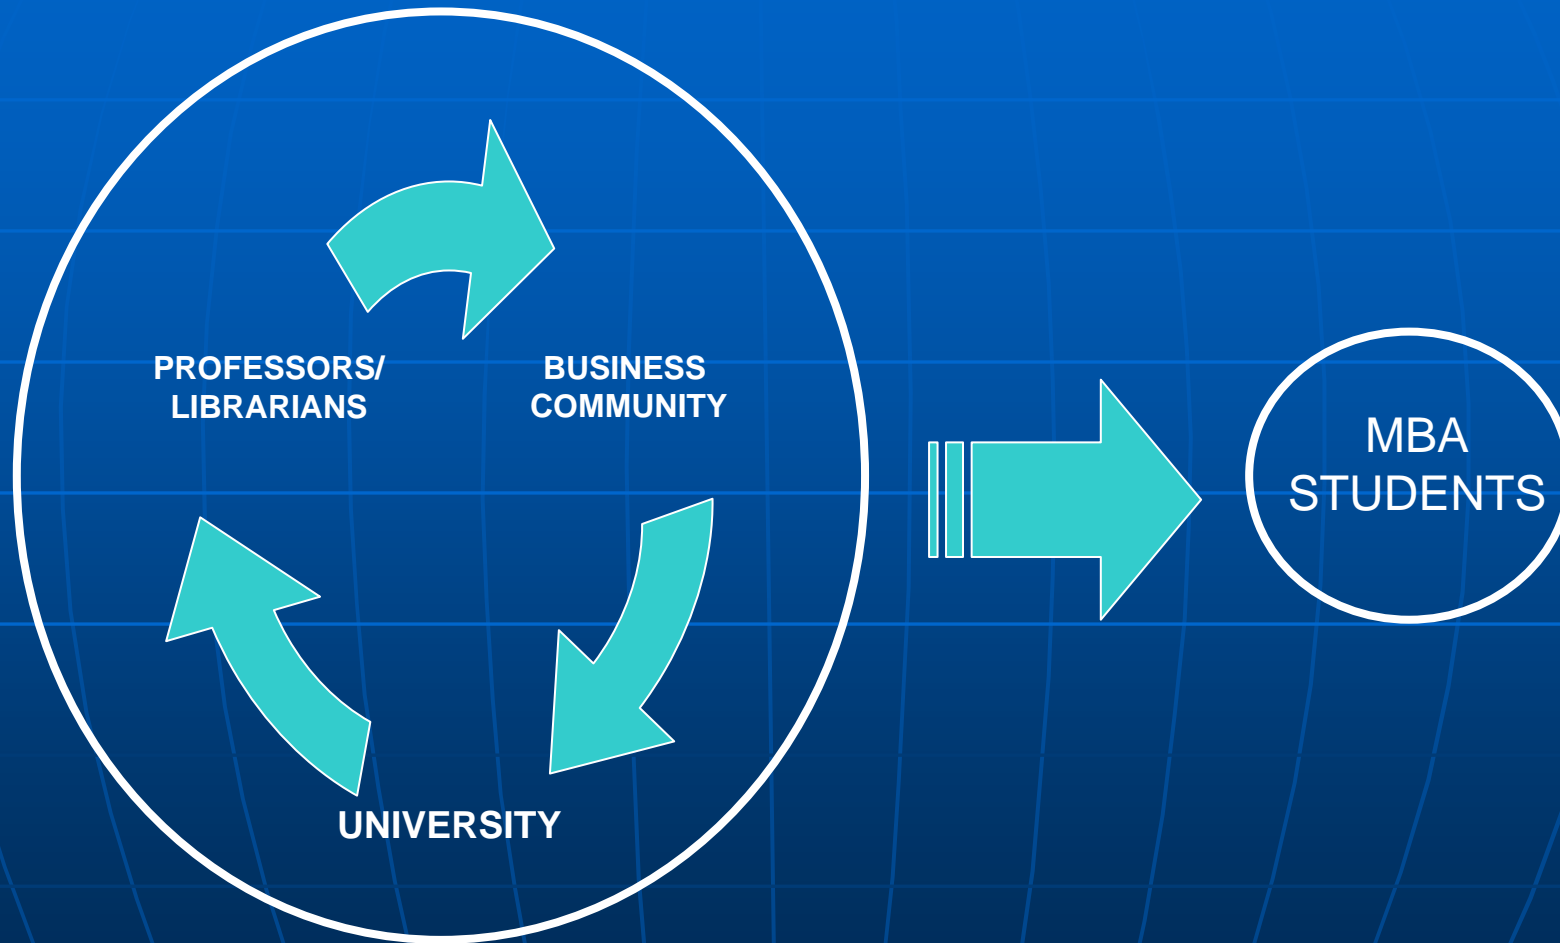 PROFESSORS/
LIBRARIANS
BUSINESS
COMMUNITY
UNIVERSITY
MBA
STUDENTS